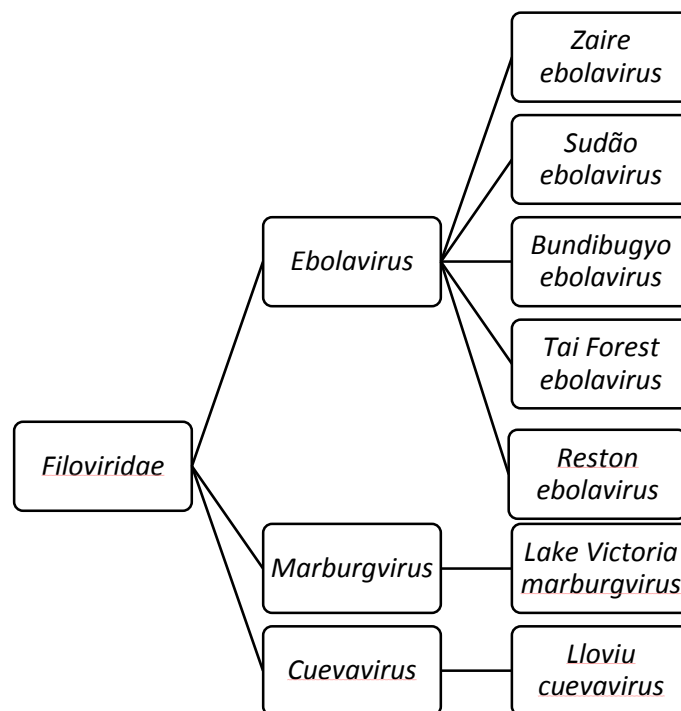 Zaire
ebolavirus
Sudão
ebolavirus
Ebolavirus
Bundibugyo
ebolavirus
Tai Forest
ebolavirus
Filoviridae
Reston
ebolavirus
Marburgvirus
Lake Victoria
marburgvirus
Cuevavirus
Lloviu
cuevavirus